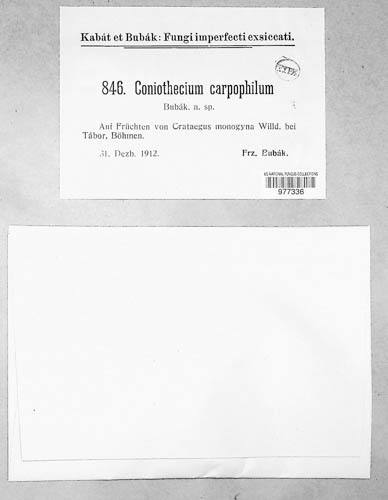 Kabát et Bubák: Fungi imperfecti exsiccati.
846. Coniothecium carpophilum
Bubák. n. sp.
Auf Früchten von Crataegus monogyna Willd. bei
Tábor, Böhmen.
31. Dezb. 1912. Frz. Bubák.
US NATIONAL FUNGUS COLLECTIONS
977336